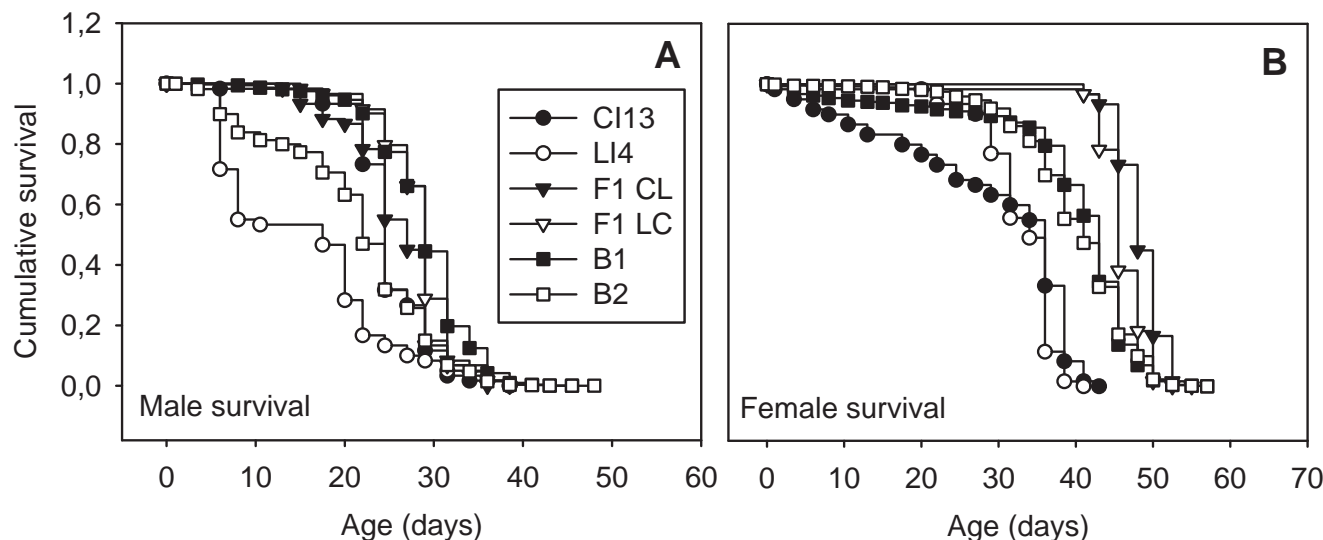 1,2
1,0
0,8
0,6
0,4
0,2
0,0
Cumulative survival
A
CI13
LI4
F1 CL
F1 LC
B1
B2
Male survival
0 10 20 30 40 50 60
Age (days)
B
Female survival
0 10 20 30 40 50 60 70
Age (days)